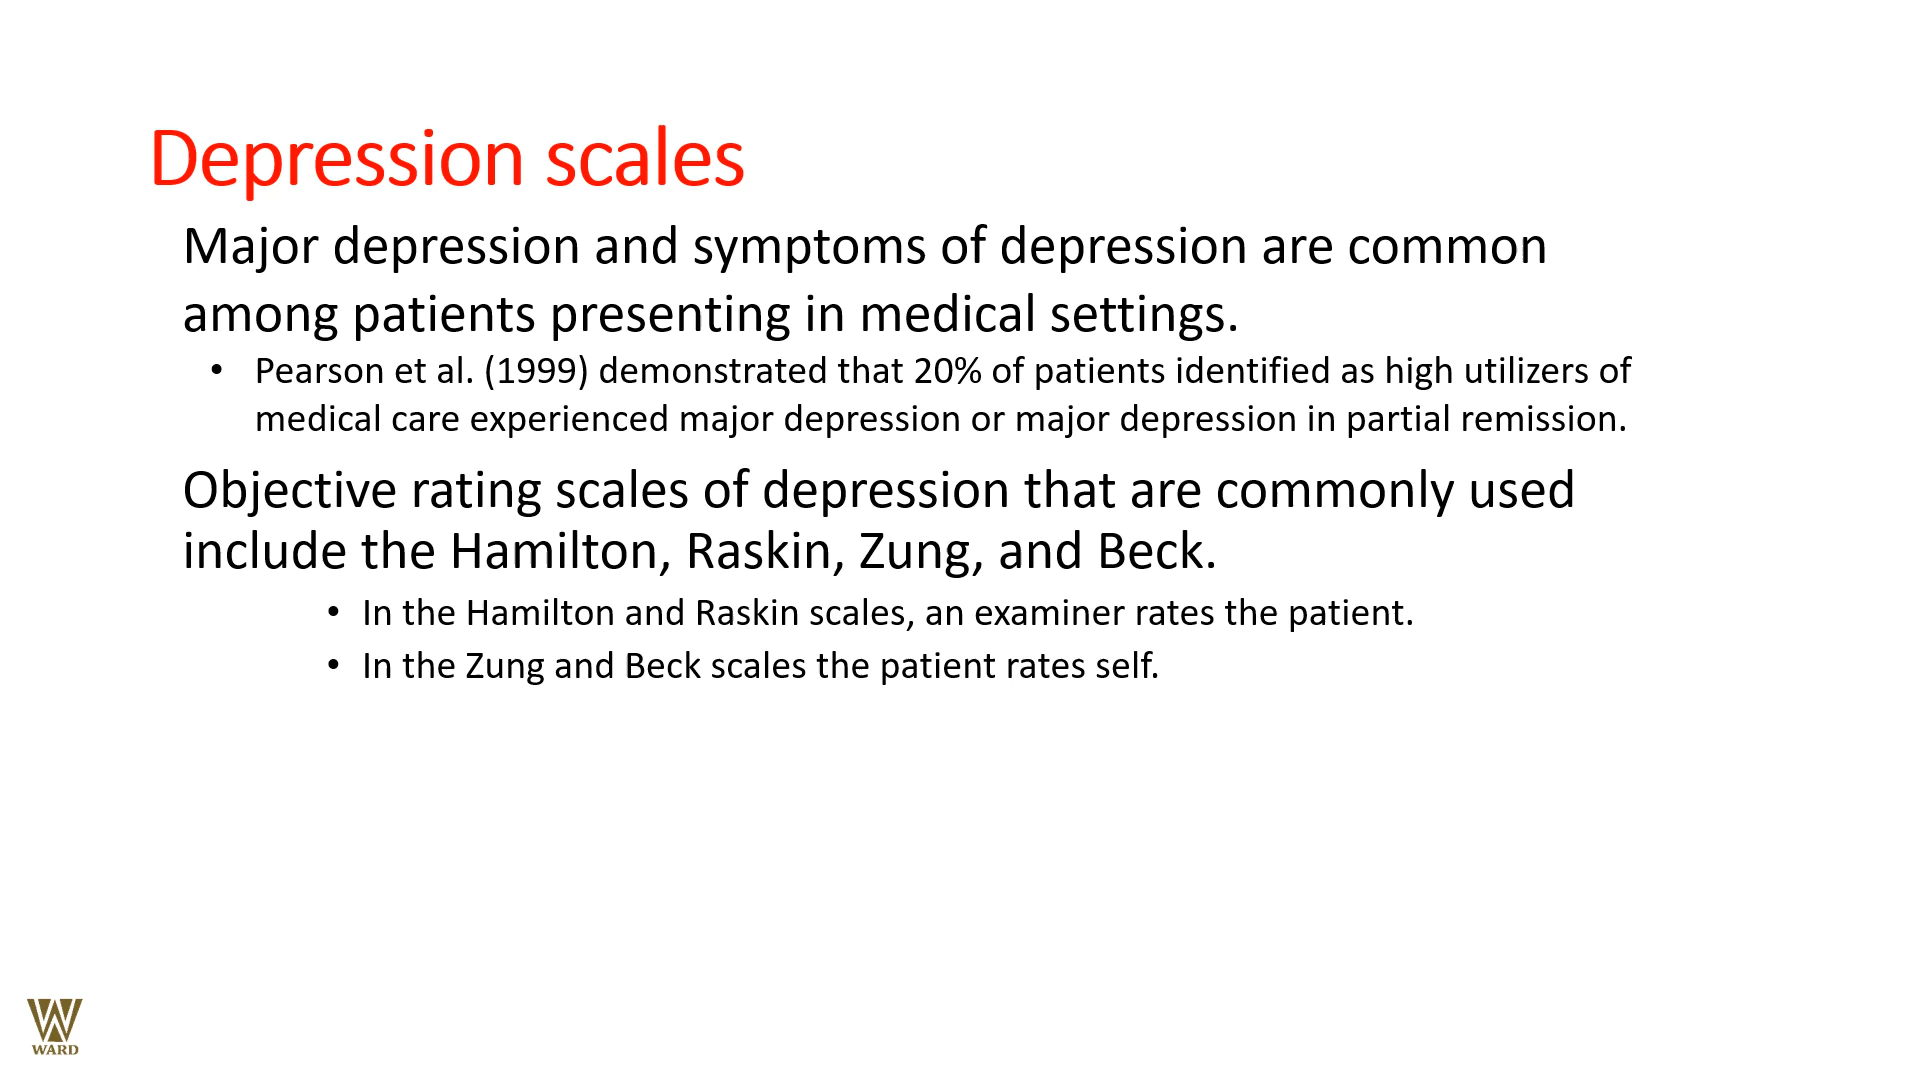 Depression scales
Major depression and symptoms of depression are common
among patients presenting in medical settings.
• Pearson et al. (1999) demonstrated that 20% of patients identified as high utilizers of
medical care experienced major depression or major depression in partial remission.
Objective rating scales of depression that are commonly used
include the Hamilton, Raskin, Zung, and Beck.
• In the Hamilton and Raskin scales, an examiner rates the patient.
• In the Zung and Beck scales the patient rates self.
WARD